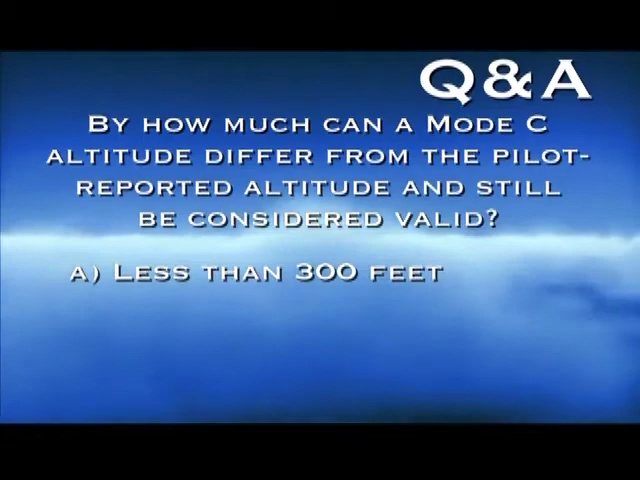 Q&A
By how much can a Mode C
altitude differ from the pilot-
reported altitude and still
be considered valid?
a) Less than 300 feet